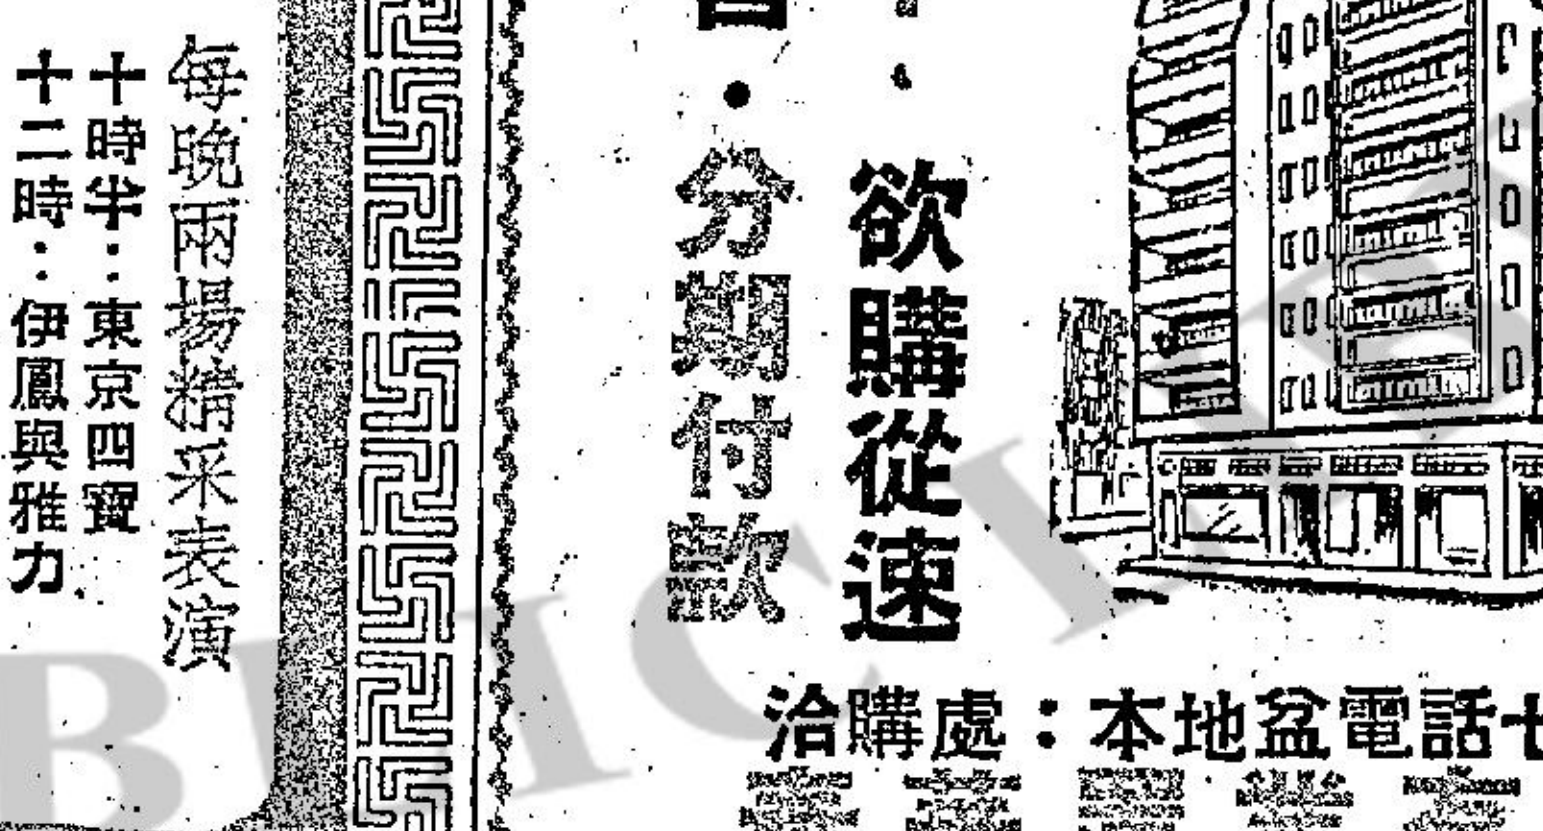 欲購從速
分期付款
洽購處：本地盆電話七
每晚兩場精采表演
十時半：東京四寶
十二時：伊鳳與雅力